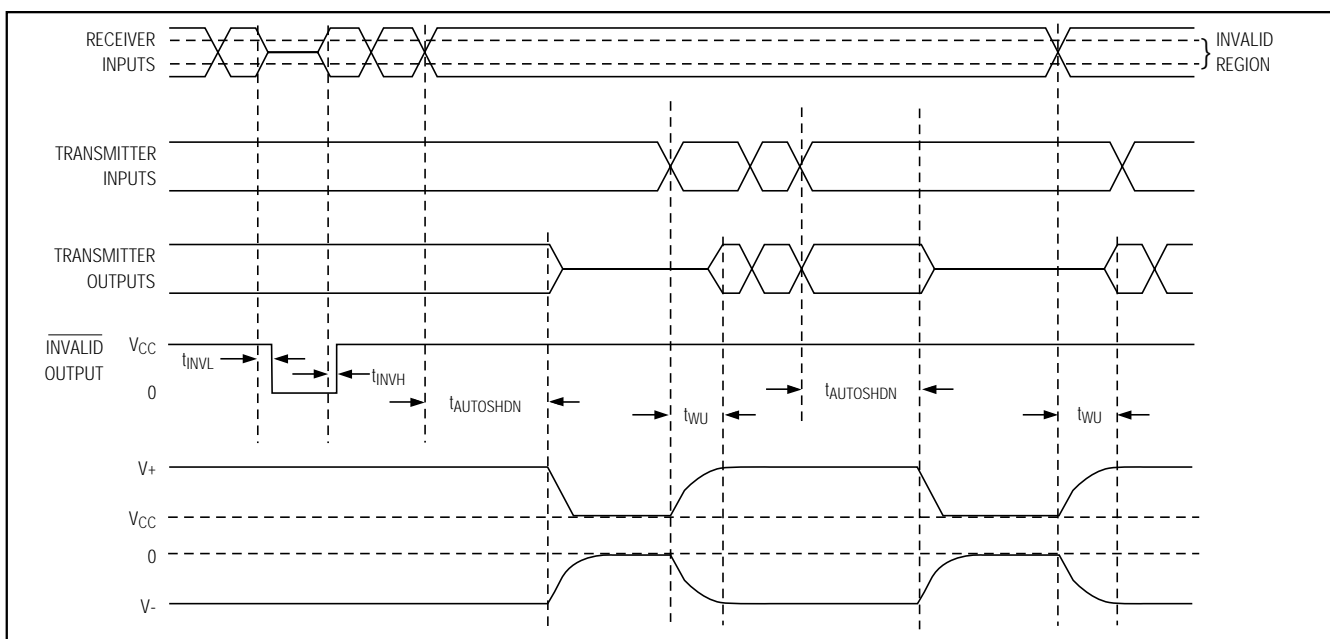 RECEIVER
INPUTS
INVALID
REGION
TRANSMITTER
INPUTS
TRANSMITTER
OUTPUTS
INVALID
OUTPUT
VCC
0
tINVL
tINVH
tAUTOSHDN
tWU
tAUTOSHDN
tWU
V+
VCC
0
V-